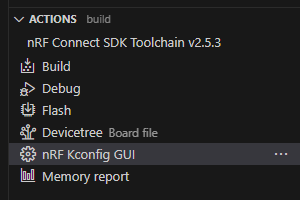 ACTIONS build
nRF Connect SDK Toolchain v2.5.3
Build
Debug
Flash
Devicetree Board file
nRF Kconfig GUI
Memory report